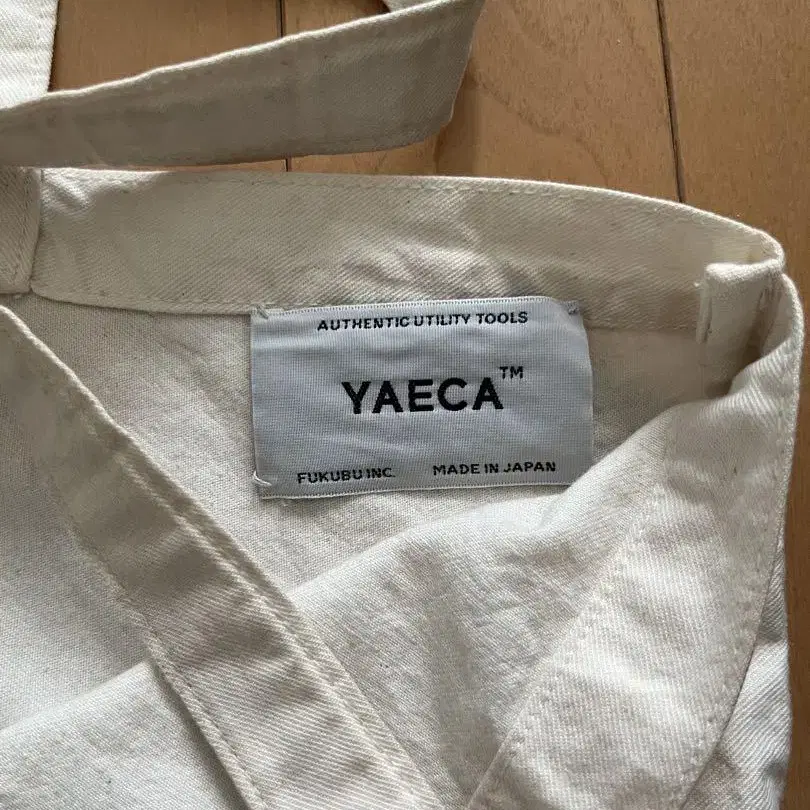 AUTHENTIC UTILITY TOOLS
YAECA™
FUKUBU INC. MADE IN JAPAN